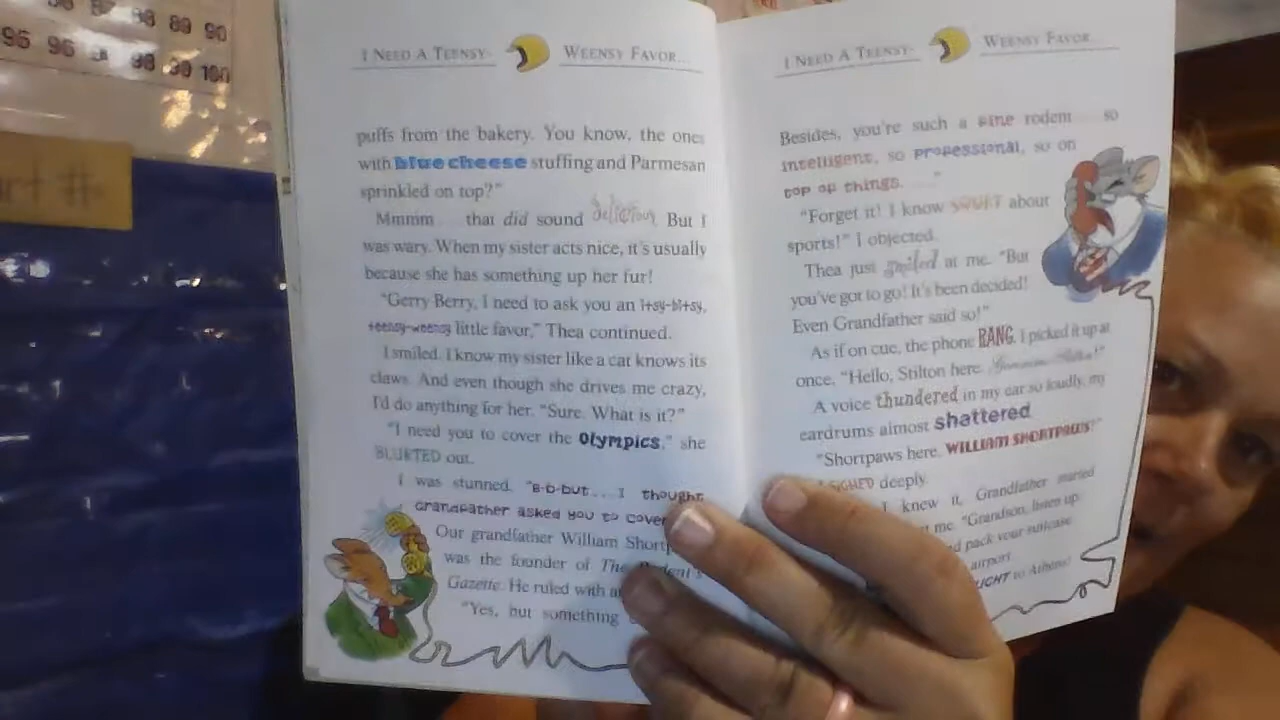 88 89 90
95 96 98 99 100
I NEED A TEENSY- WEENSY FAVOR...
puffs from the bakery. You know, the ones
with blue cheese stuffing and Parmesan
sprinkled on top?"
Mmmm . . . that did sound delicious. But I
was wary. When my sister acts nice, it's usually
because she has something up her fur!
"Gerry Berry, I need to ask you an itsy-bitsy,
teensy-weensy little favor," Thea continued.
I smiled. I know my sister like a cat knows its
claws. And even though she drives me crazy,
I'd do anything for her. "Sure. What is it?"
"I need you to cover the Olympics," she
BLURTED out.
I was stunned. "B-b-but... I thought
Grandfather asked you to cover
Our grandfather William
was the founder of The Rodent's
Gazette. He ruled with
"Yes, but something
I NEED A TEENSY- WEENSY FAVOR...
Besides, you're such a fine rodent . . . so
intelligent, so professional, so on
top of things. . . ."
"Forget it! I know SQUAT about
sports!" I objected.
Thea just smiled at me. "But
you've got to go! It's been decided!
Even Grandfather said so!"
As if on cue, the phone RANG. I picked it up at
once. "Hello, Stilton here.
A voice thundered in my ear so loudly, my
eardrums almost shattered.
"Shortpaws here. WILLIAM SHORTPAWS!"
SIGHED deeply.
I knew it, Grandfather started
me. "Grandson, listen up.
pack your suitcase
airport.
to Athens!